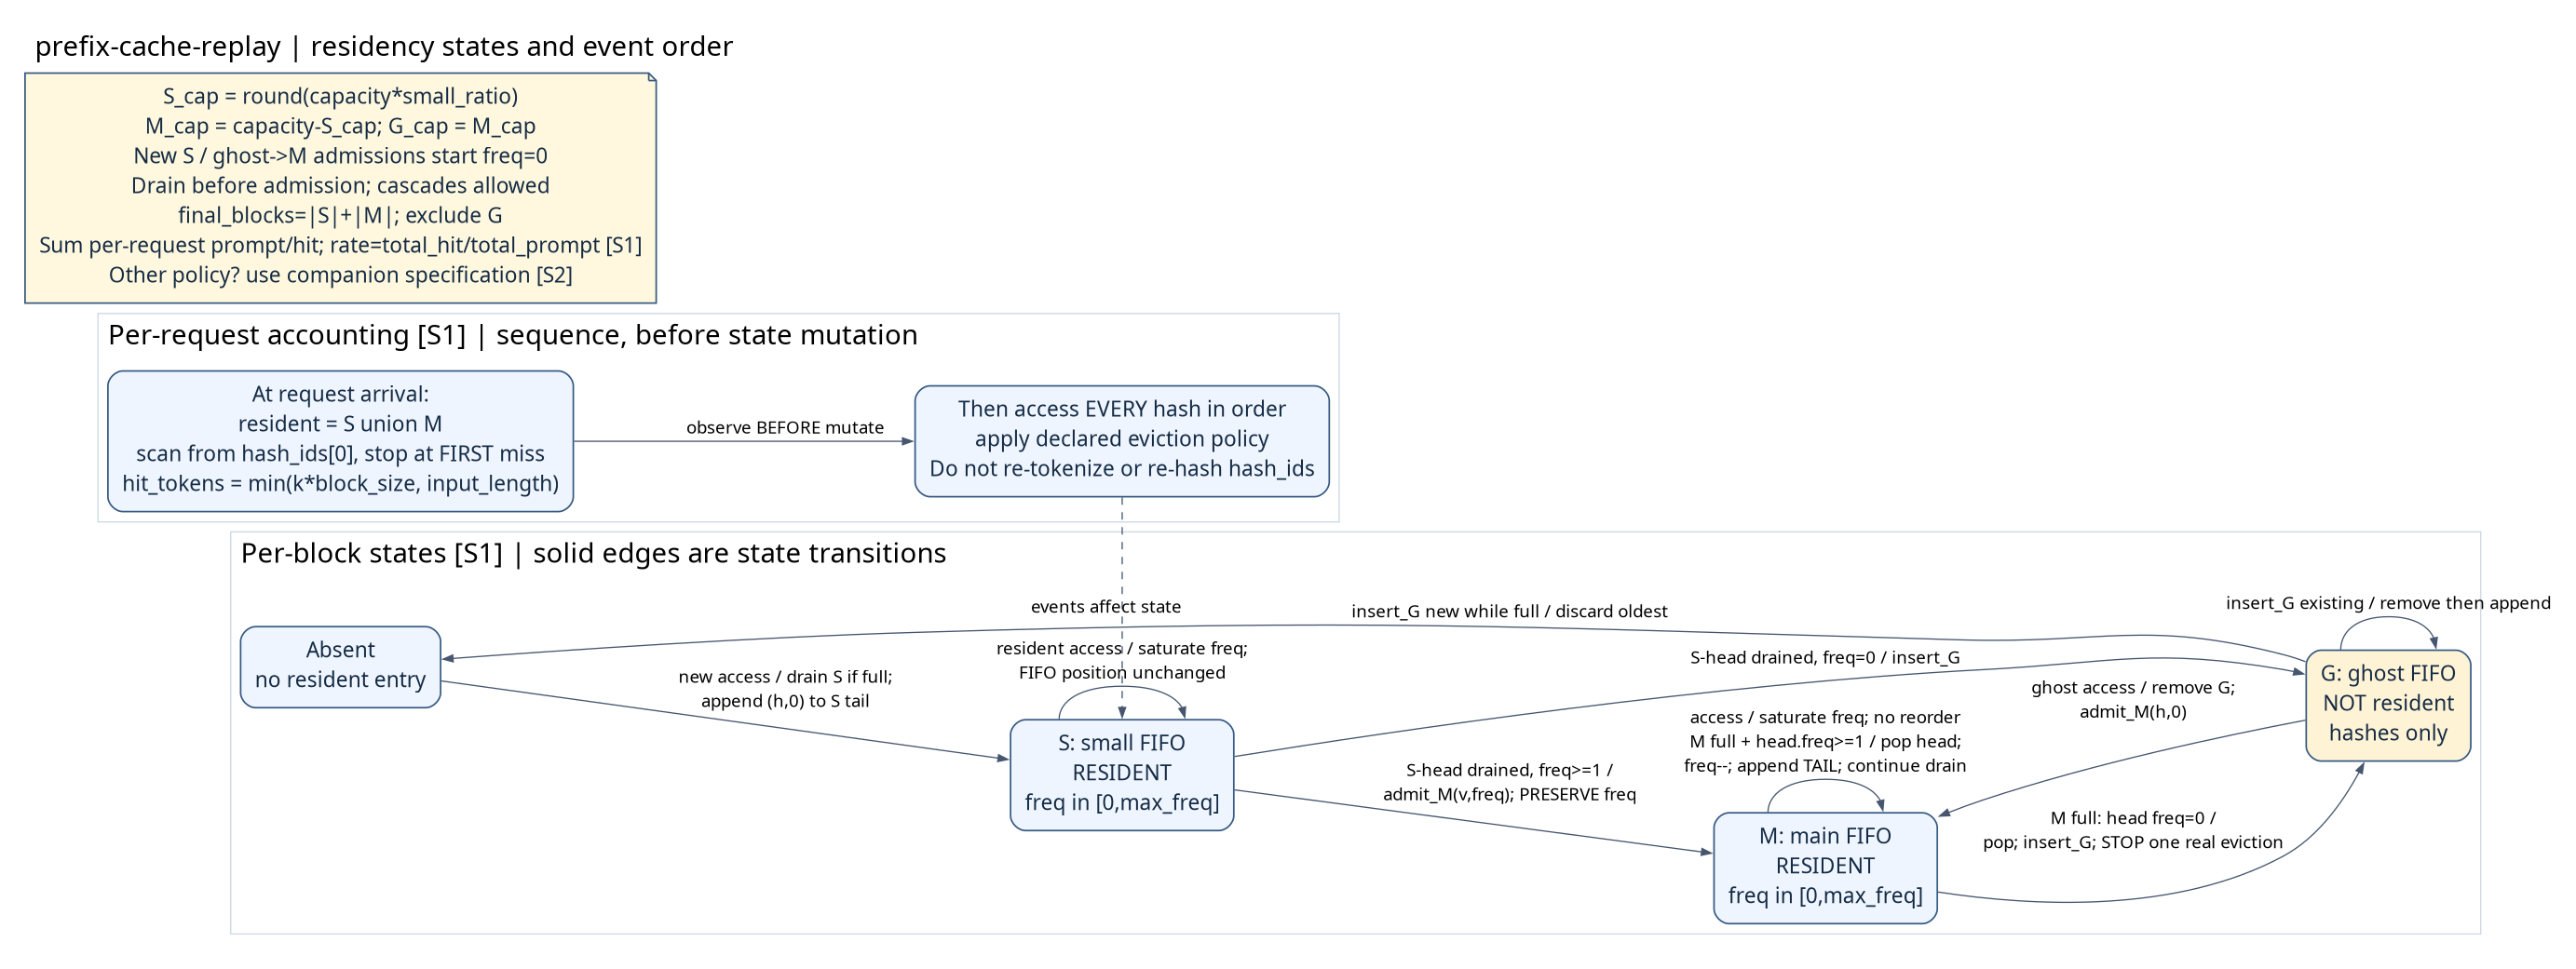 prefix-cache-replay | residency states and event order
S_cap = round(capacity*small_ratio)
M_cap = capacity-S_cap; G_cap = M_cap
New S / ghost->M admissions start freq=0
Drain before admission; cascades allowed
final_blocks=|S|+|M|; exclude G
Sum per-request prompt/hit; rate=total_hit/total_prompt [S1]
Other policy? use companion specification [S2]
Per-request accounting [S1] | sequence, before state mutation
At request arrival:
resident = S union M
scan from hash_ids[0], stop at FIRST miss
hit_tokens = min(k*block_size, input_length)
observe BEFORE mutate
Then access EVERY hash in order
apply declared eviction policy
Do not re-tokenize or re-hash hash_ids
Per-block states [S1] | solid edges are state transitions
events affect state
insert_G new while full / discard oldest
insert_G existing / remove then append
Absent
no resident entry
new access / drain S if full;
append (h,0) to S tail
resident access / saturate freq;
FIFO position unchanged
S: small FIFO
RESIDENT
freq in [0,max_freq]
S-head drained, freq=0 / insert_G
S-head drained, freq>=1 /
admit_M(v,freq); PRESERVE freq
access / saturate freq; no reorder
M full + head.freq>=1 / pop head;
freq--; append TAIL; continue drain
M: main FIFO
RESIDENT
freq in [0,max_freq]
ghost access / remove G;
admit_M(h,0)
M full: head freq=0 /
pop; insert_G; STOP one real eviction
G: ghost FIFO
NOT resident
hashes only